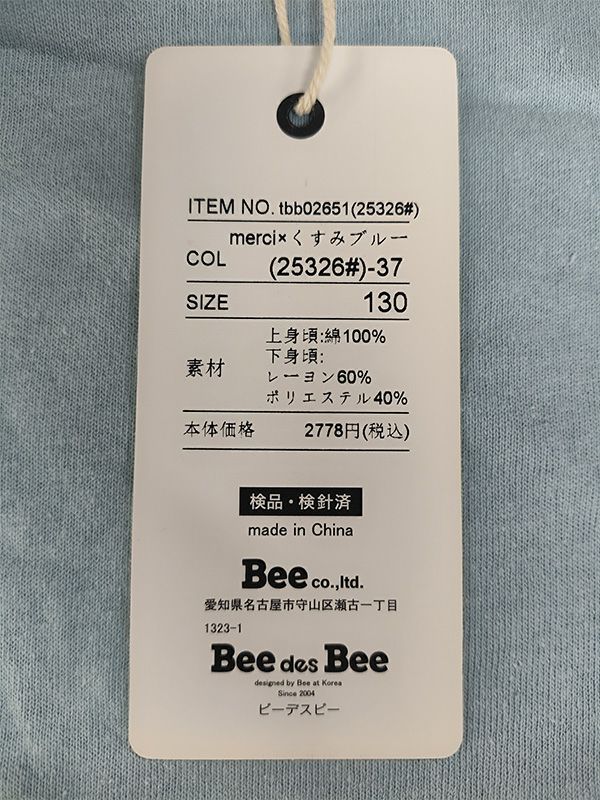 ITEM NO. tbb02651(25326#)
merci×くすみブルー
COL (25326#)-37
SIZE 130
素材 上身頃:綿100%
下身頃:
レーヨン60%
ポリエステル40%
本体価格 2778円(税込)
検品・検針済
made in China
Bee co.,ltd.
愛知県名古屋市守山区瀬古一丁目
1323-1
Bee des Bee
designed by Bee at Korea
Since 2004
ビーデスビー